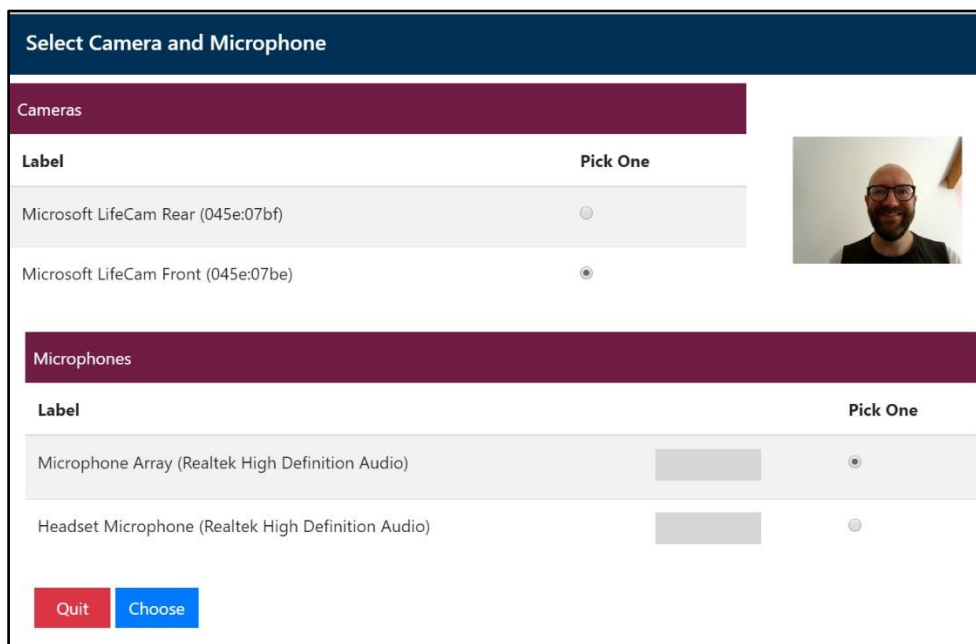 Select Camera and Microphone
Cameras
Label Pick One
Microsoft LifeCam Rear (045e:07bf)
Microsoft LifeCam Front (045e:07be)
Microphones
Label Pick One
Microphone Array (Realtek High Definition Audio)
Headset Microphone (Realtek High Definition Audio)
Quit Choose